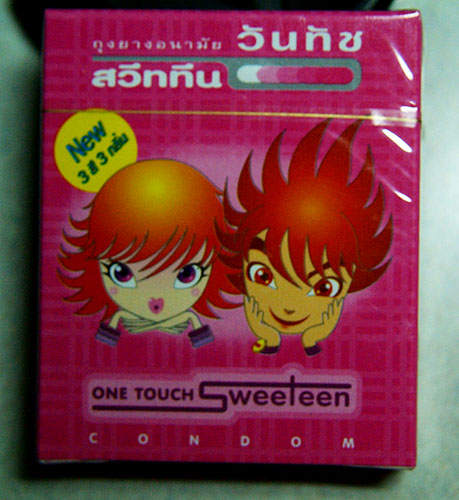 ถุงยางอนามัย วันทัช
สวีททีน
New
3 สี 3 กลิ่น
ONE TOUCH Sweeteen
CONDOM